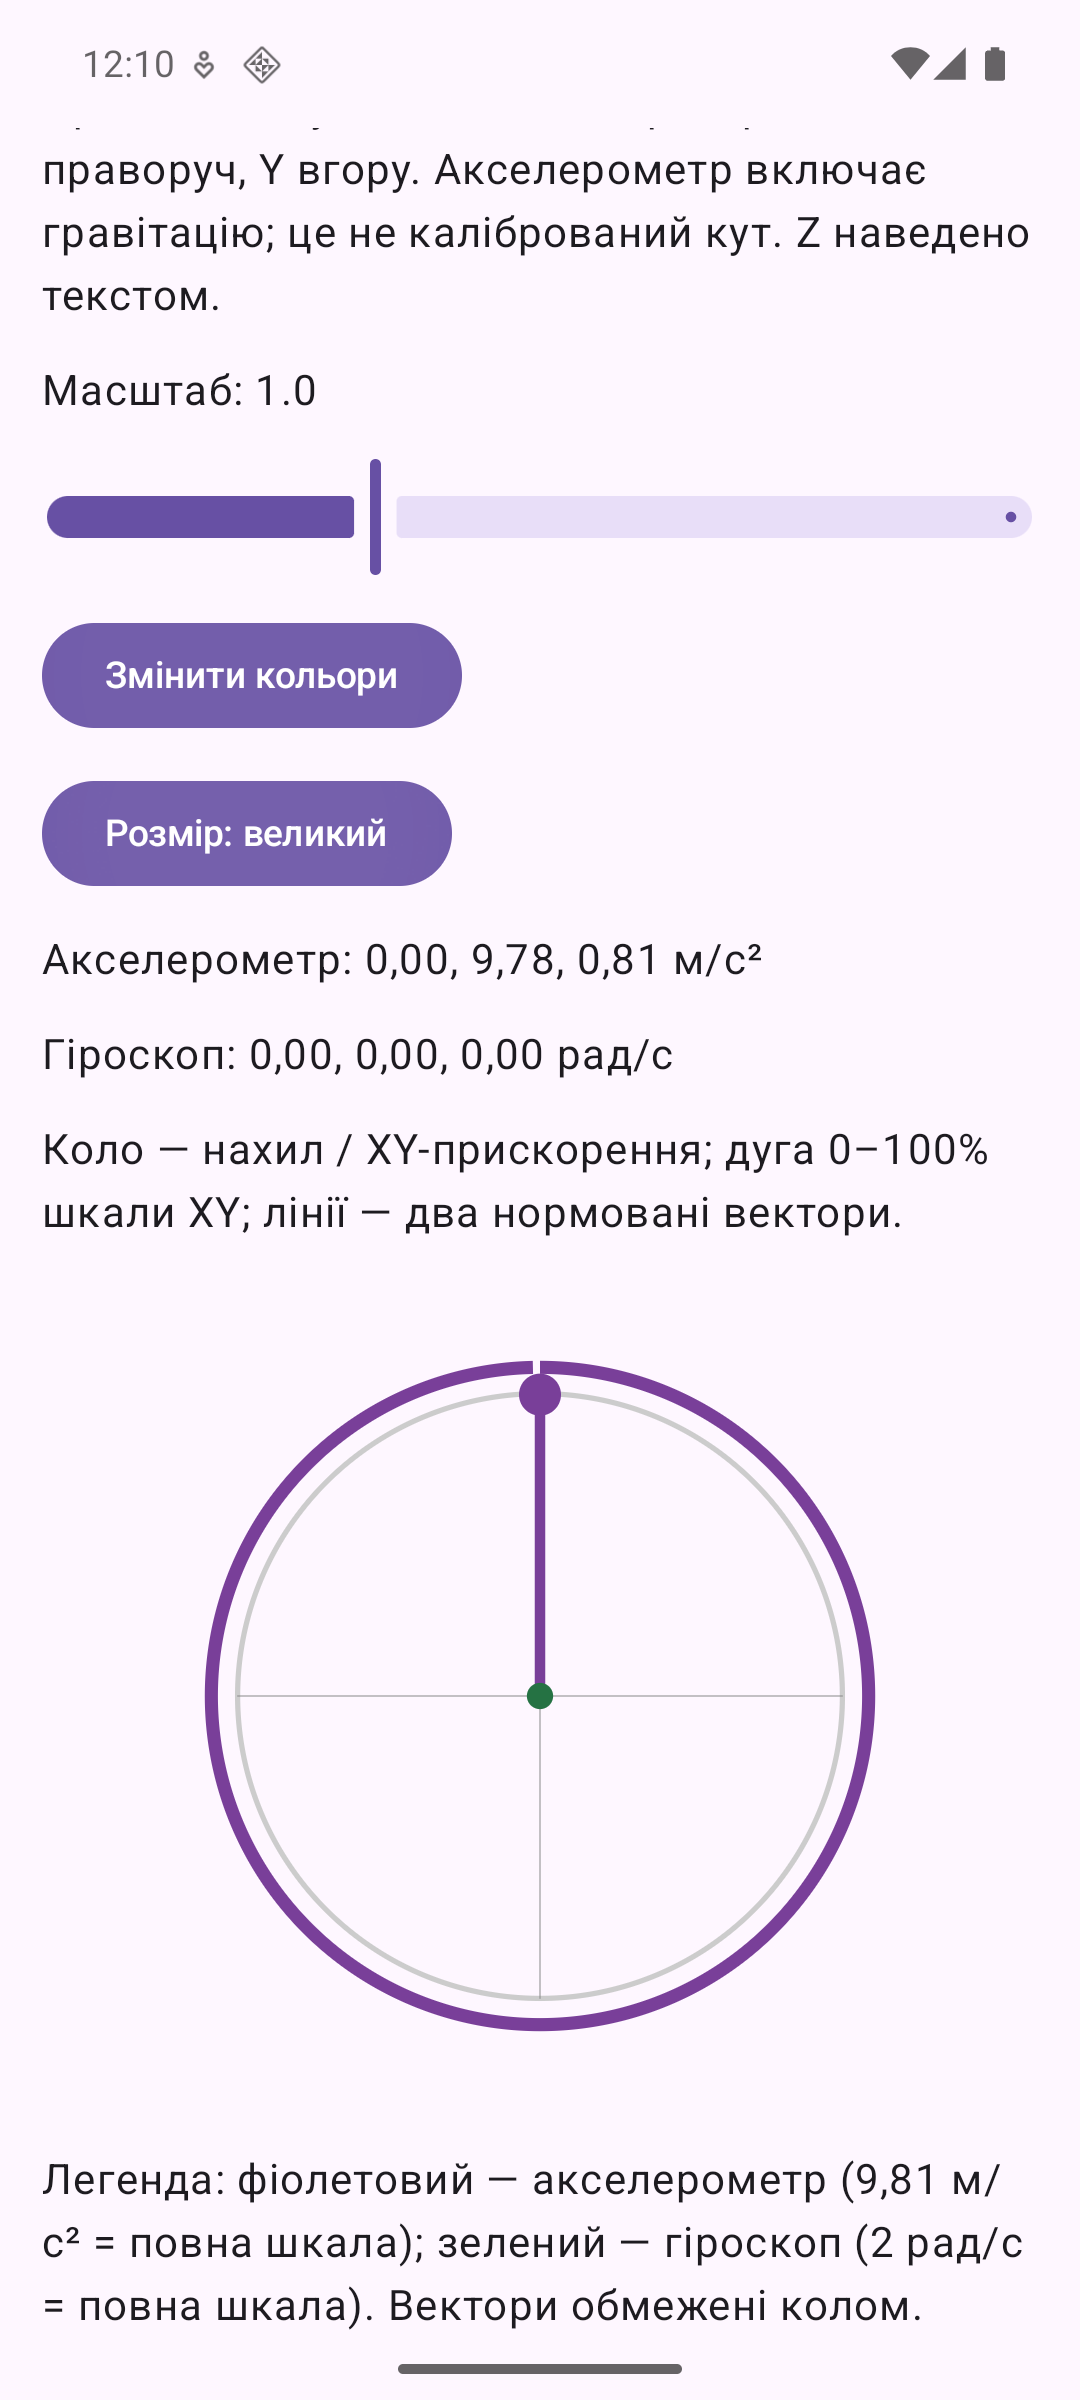 12:10
праворуч, Y вгору. Акселерометр включає
гравітацію; це не калібрований кут. Z наведено
текстом.
Масштаб: 1.0
Змінити кольори
Розмір: великий
Акселерометр: 0,00, 9,78, 0,81 м/с²
Гіроскоп: 0,00, 0,00, 0,00 рад/с
Коло — нахил / XY-прискорення; дуга 0–100%
шкали XY; лінії — два нормовані вектори.
Легенда: фіолетовий — акселерометр (9,81 м/
с² = повна шкала); зелений — гіроскоп (2 рад/с
= повна шкала). Вектори обмежені колом.